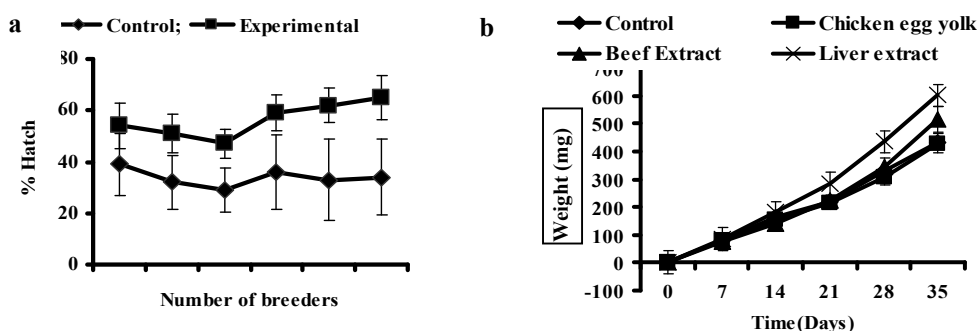 a
Control; Experimental
80
60
40
20
0
% Hatch
Number of breeders
b
Control Chicken egg yolk
Beef Extract Liver extract
700
600
500
400
300
200
100
0
-100
Weight (mg)
0 7 14 21 28 35
Time(Days)